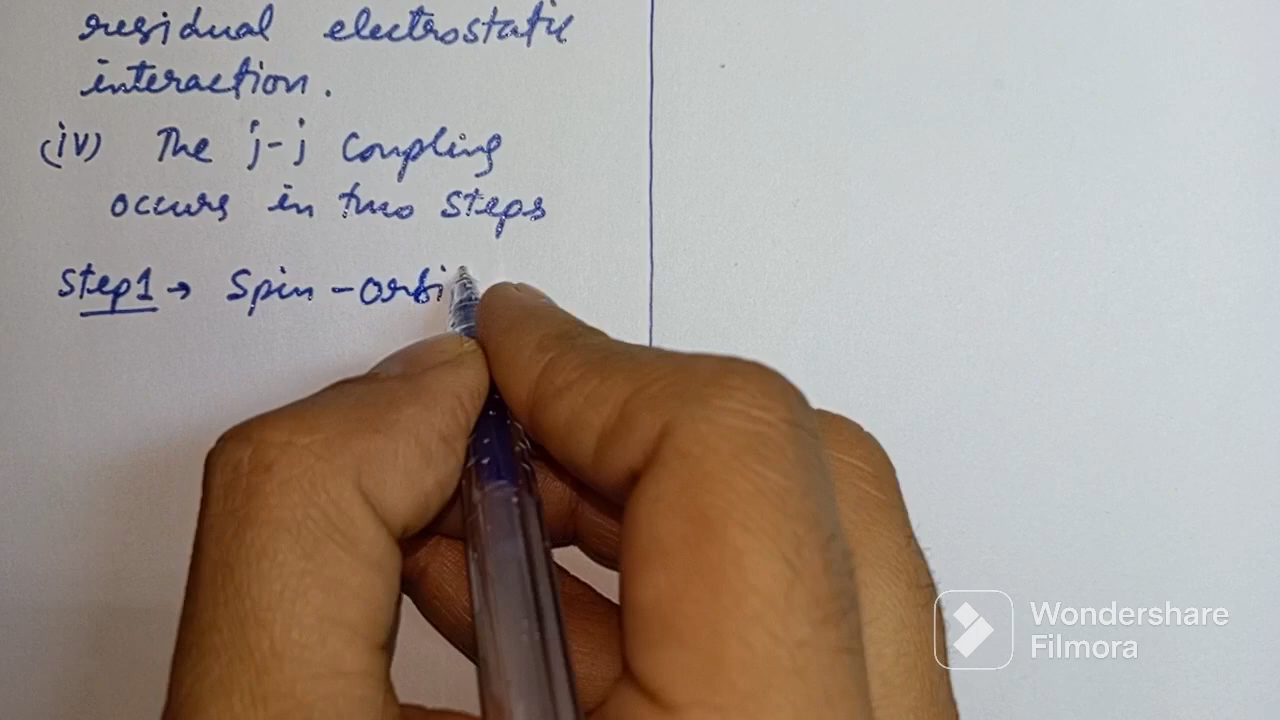 residual electrostatic
interaction.
(iv) The j-j coupling
occurs in two steps
Step1 → Spin-orbi
Wondershare
Filmora